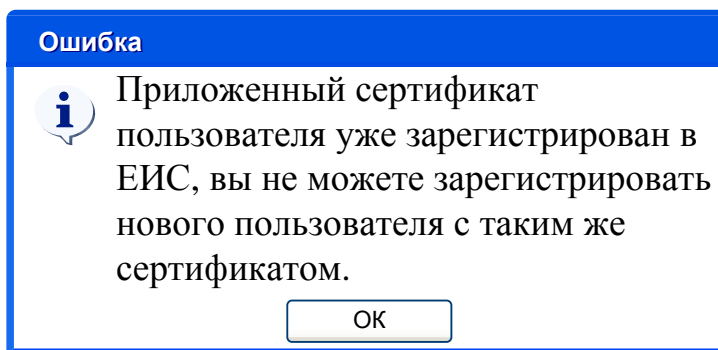 Ошибка
Приложенный сертификат
пользователя уже зарегистрирован в
ЕИС, вы не можете зарегистрировать
нового пользователя с таким же
сертификатом.
ОК